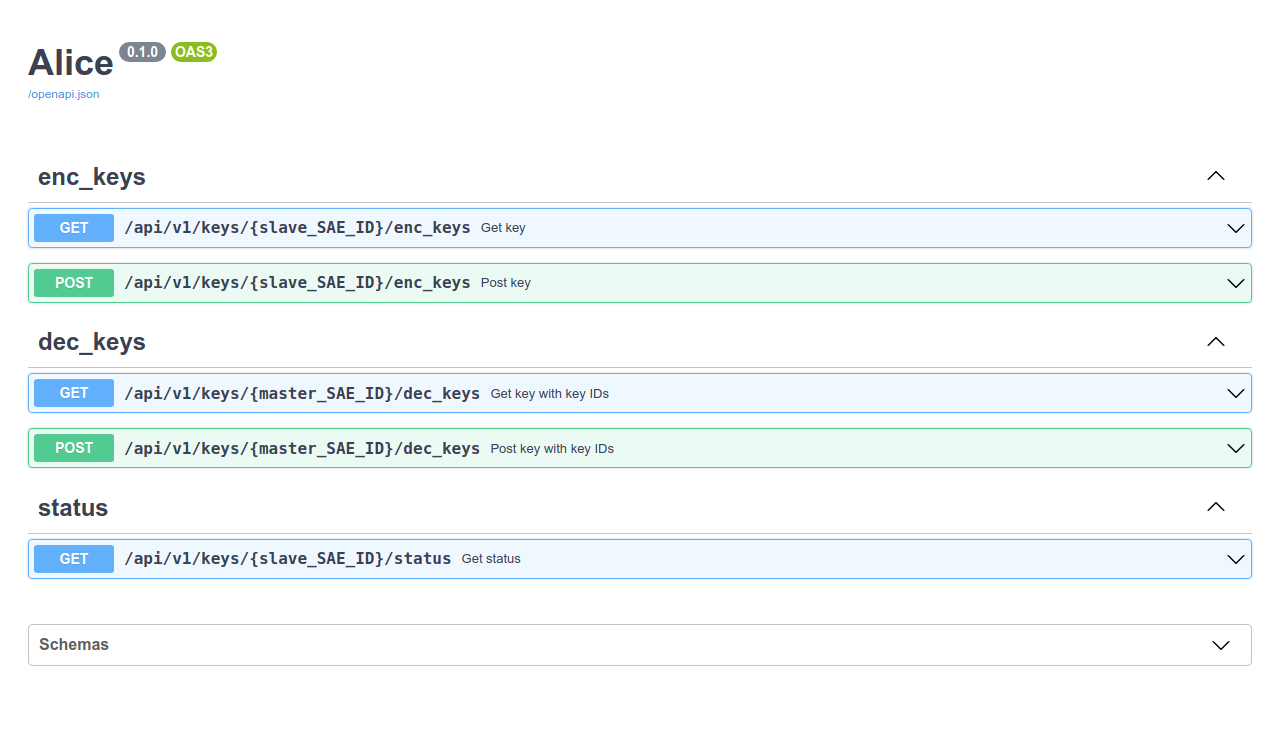 Alice 0.1.0 OAS3
/openapi.json
enc_keys
GET /api/v1/keys/{slave_SAE_ID}/enc_keys Get key
POST /api/v1/keys/{slave_SAE_ID}/enc_keys Post key
dec_keys
GET /api/v1/keys/{master_SAE_ID}/dec_keys Get key with key IDs
POST /api/v1/keys/{master_SAE_ID}/dec_keys Post key with key IDs
status
GET /api/v1/keys/{slave_SAE_ID}/status Get status
Schemas